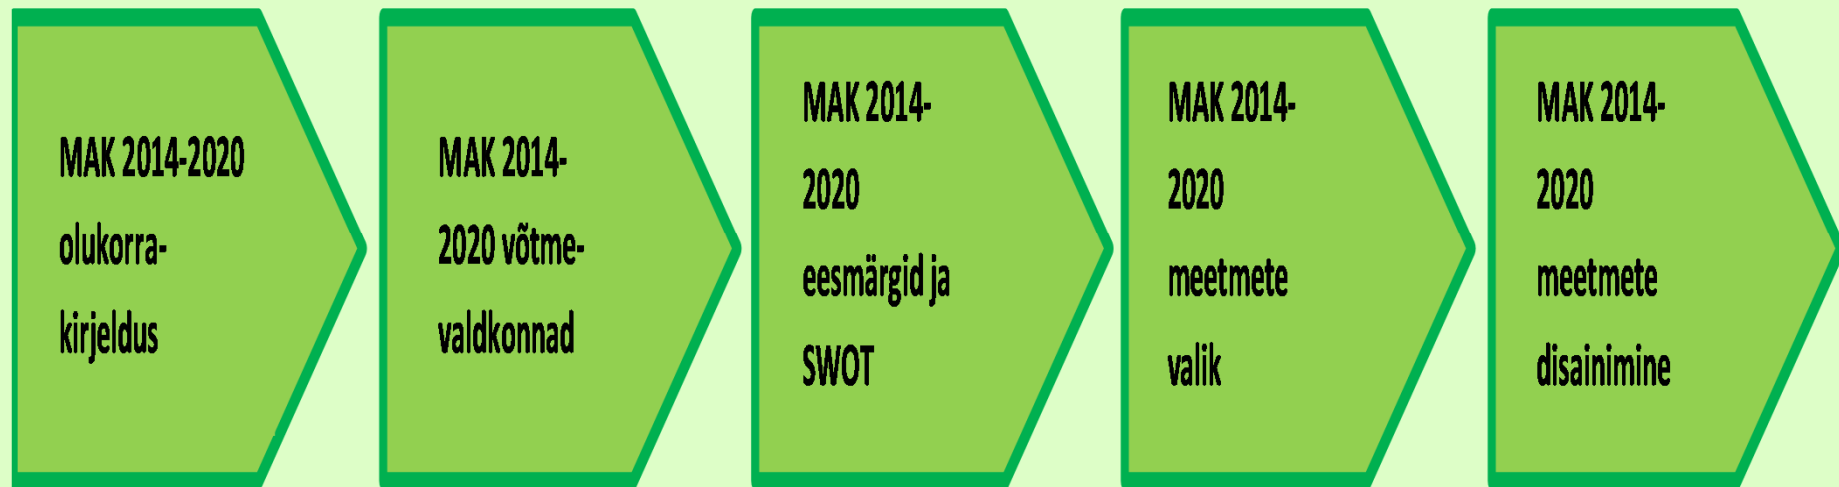 MAK 2014-2020
olukorra-
kirjeldus
MAK 2014-
2020 võtme-
valdkonnad
MAK 2014-
2020
eesmärgid ja
SWOT
MAK 2014-
2020
meetmete
valik
MAK 2014-
2020
meetmete
disainimine